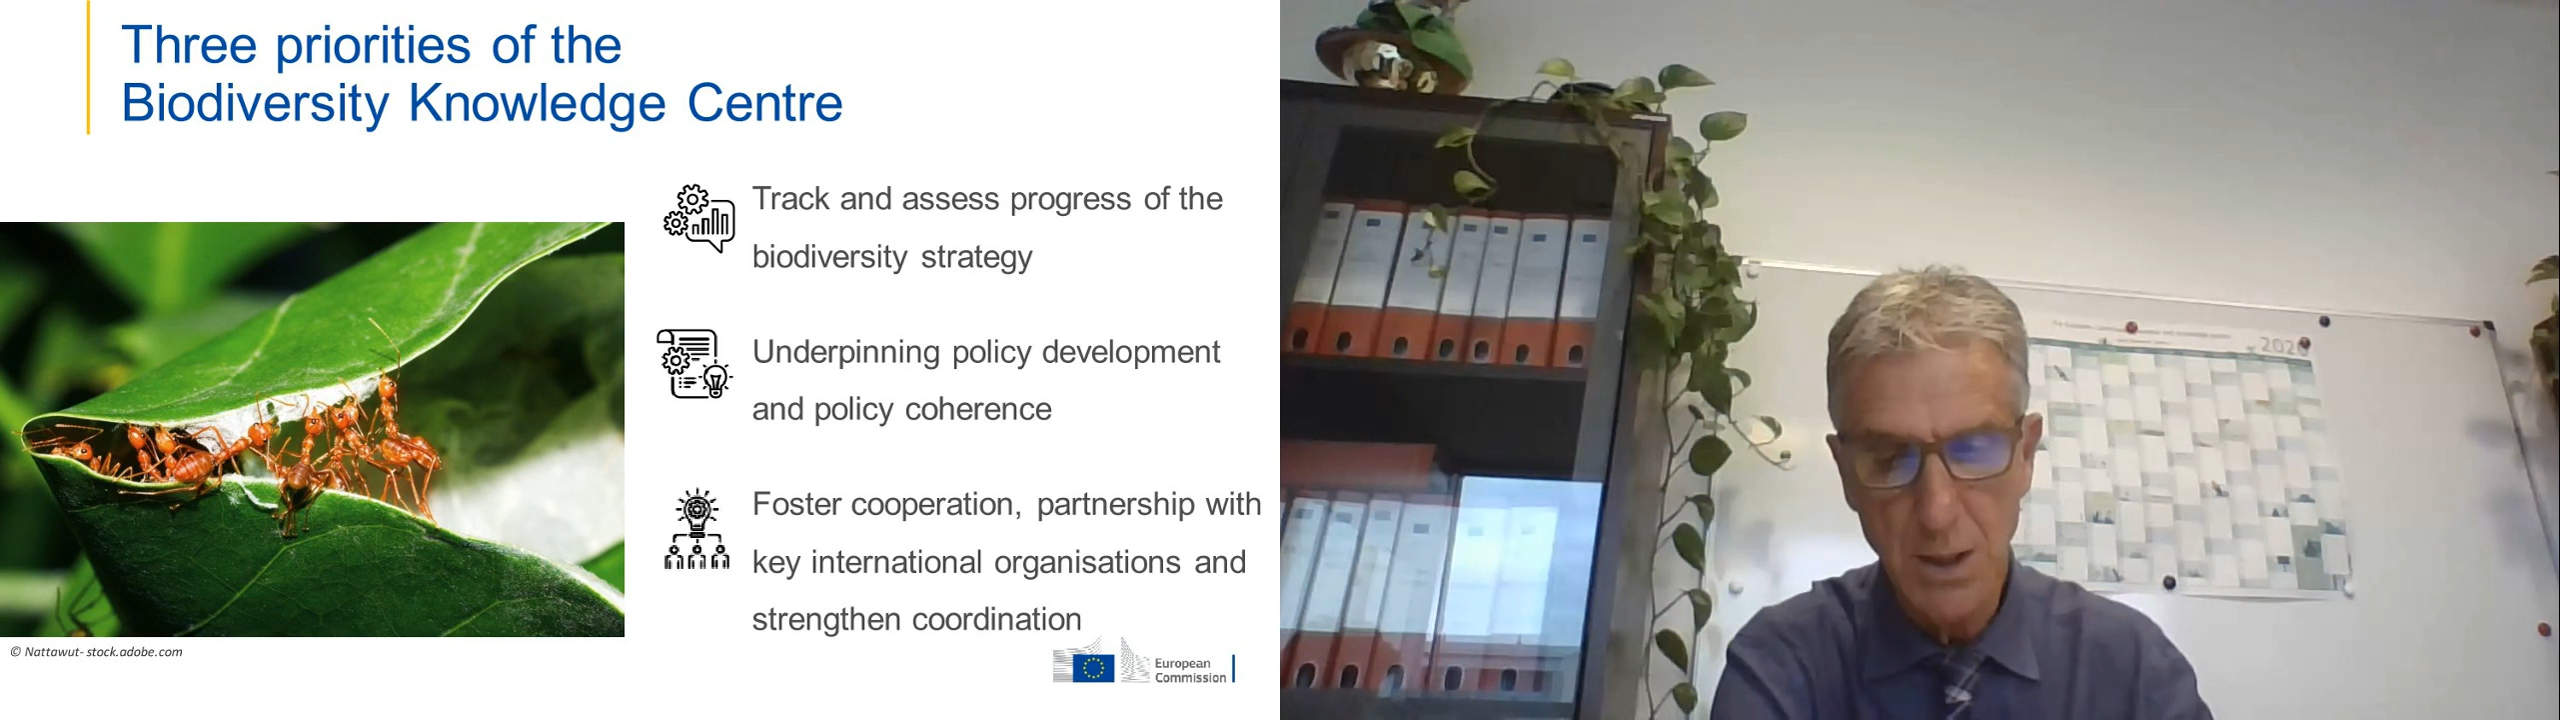 Three priorities of the
Biodiversity Knowledge Centre
Track and assess progress of the
biodiversity strategy
Underpinning policy development
and policy coherence
Foster cooperation, partnership with
key international organisations and
strengthen coordination
© Nattawut- stock.adobe.com
European
Commission